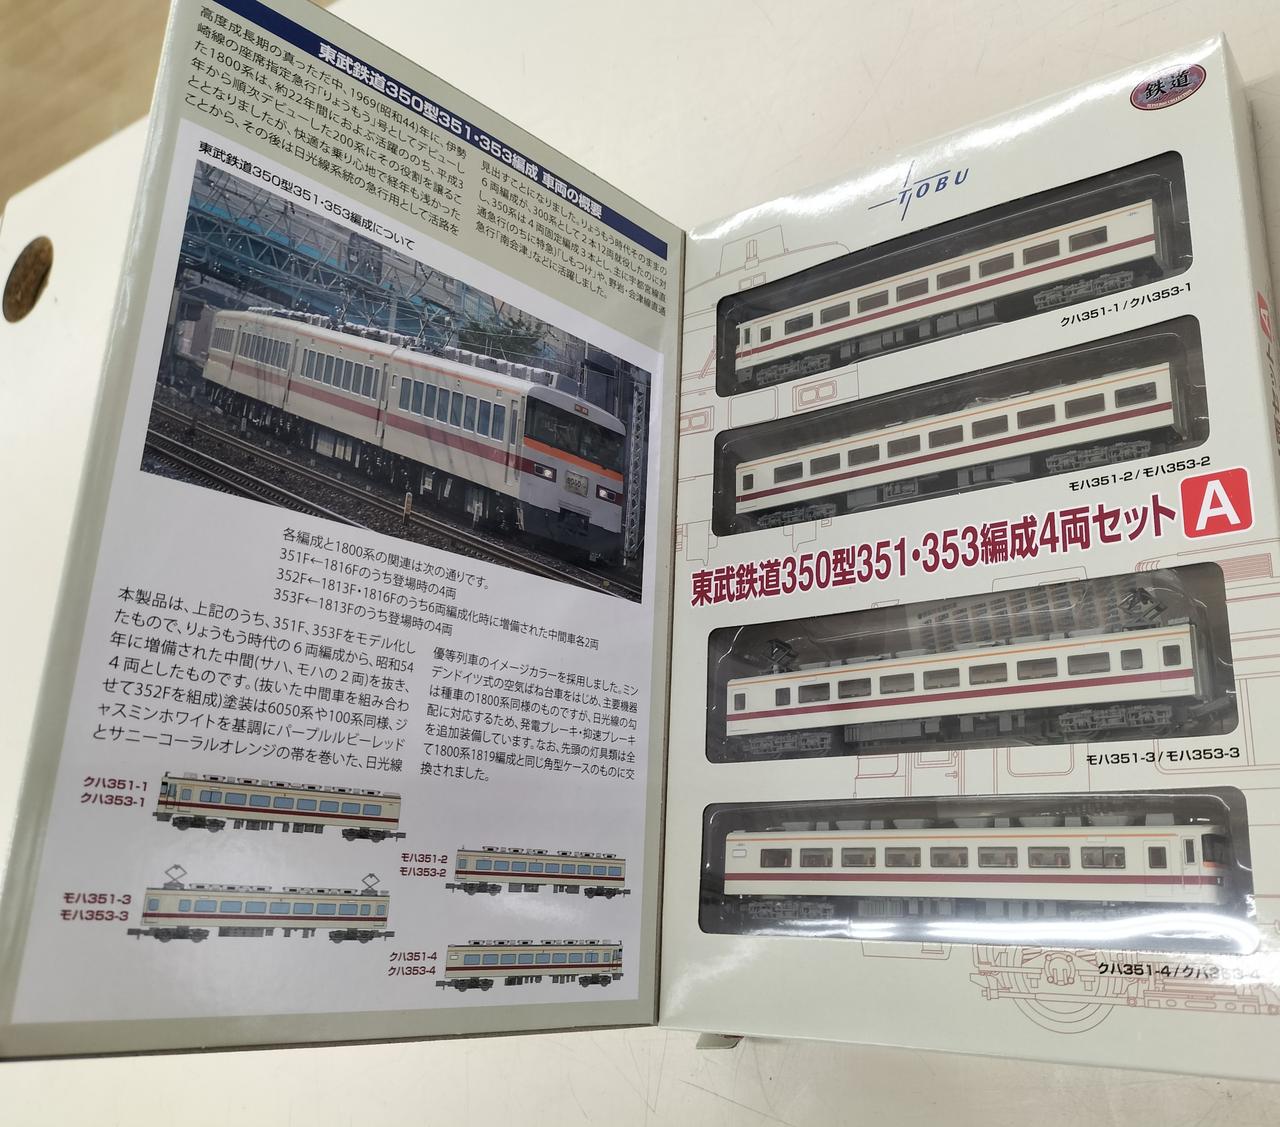 東武鉄道350型351・353編成 車両の概要
高度成長期の真っただ中、1969(昭和44)年に、伊勢
崎線の座席指定急行「りょうもう」号としてデビューし
た1800系は、約22年間におよぶ活躍ののち、平成3
年から順次デビューした200系にその役割を譲るこ
ととなりましたが、快適な乗り心地で経年も浅かった
ことから、その後は日光線系統の急行用として活路を
見出すことになりました。りょうもう時代そのままの
6両編成が、300系として2本12両就役したのに対
し、350系は4両固定編成3本とし、主に宇都宮線直
通急行(のちに特急)「しもつけ」や、野岩・会津線直通
急行「南会津」などに活躍しました。
東武鉄道350型351・353編成について
各編成と1800系の関連は次の通りです。
351F←1816Fのうち登場時の4両
352F←1813F・1816Fのうち6両編成化時に増備された中間車各2両
353F←1813Fのうち登場時の4両
本製品は、上記のうち、351F、353Fをモデル化し
たもので、りょうもう時代の6両編成から、昭和54
年に増備された中間(サハ、モハの2両)を抜き、
4両としたものです。(抜いた中間車を組み合わ
せて352Fを組成)塗装は6050系や100系同様、ジ
ャスミンホワイトを基調にパープルルビーレッド
とサニーコーラルオレンジの帯を巻いた、日光線
優等列車のイメージカラーを採用しました。ミン
デンドイツ式の空気ばね台車をはじめ、主要機器
は種車の1800系同様のものですが、日光線の勾
配に対応するため、発電ブレーキ・抑速ブレーキ
を追加装備しています。なお、先頭の灯具類は全
て1800系1819編成と同じ角型ケースのものに交
換されました。
クハ351-1
クハ353-1
モハ351-2
モハ353-2
モハ351-3
モハ353-3
クハ351-4
クハ353-4
鉄道
TOBU
クハ351-1/クハ353-1
モハ351-2/モハ353-2
東武鉄道350型351・353編成4両セット A
モハ351-3/モハ353-3
クハ351-4/クハ353-4